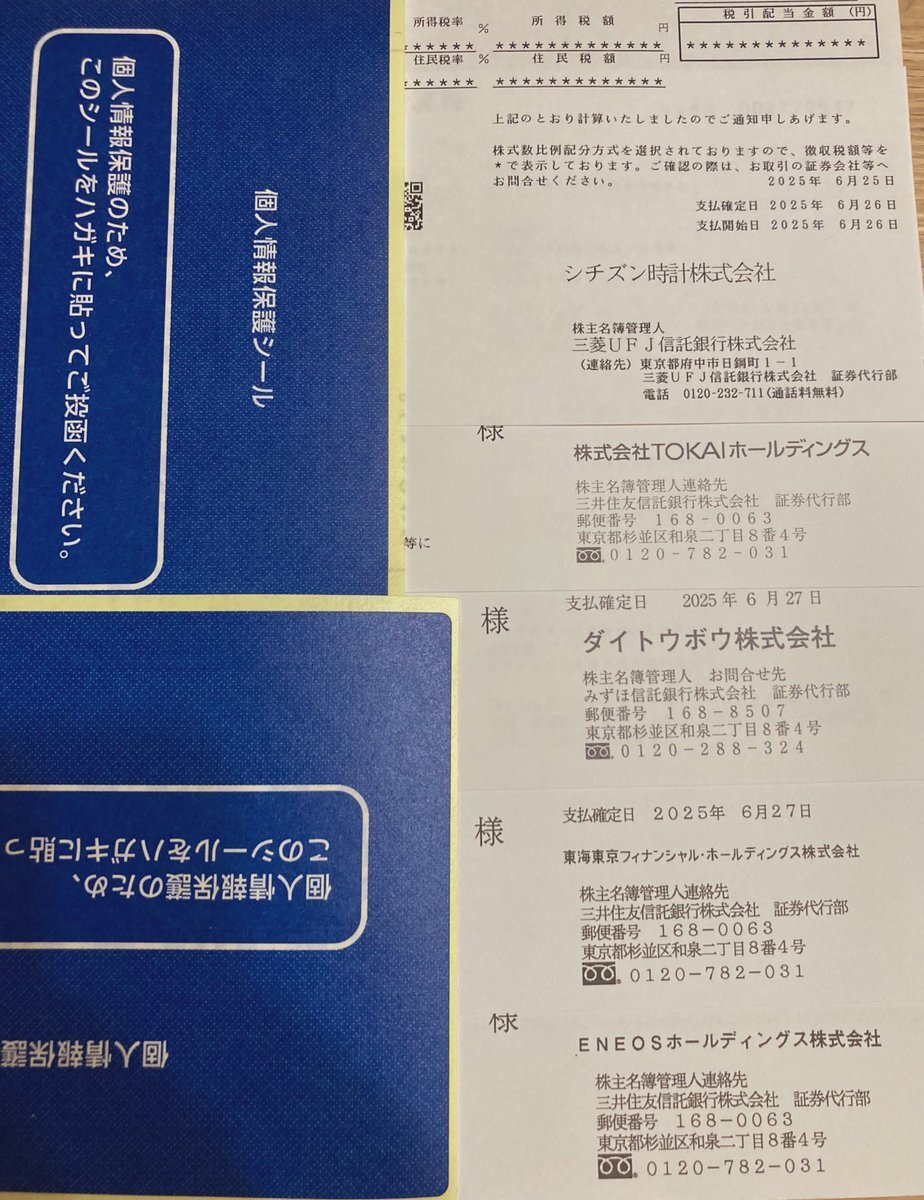 個人情報保護のため、
このシールをハガキに貼ってご投函ください。
個人情報保護シール
個人情報保護のため、
このシールをハガキに貼っ
個人情報保護
所得税率 % 所得税額 円 税引配当金額 (円)
****** ************* **************
住民税率 % 住民税額 円
****** *************
上記のとおり計算いたしましたのでご通知申しあげます。
株式数比例配分方式を選択されておりますので、徴収税額等を
*で表示しております。ご確認の際は、お取引の証券会社等へ
お問合せください。 2025年 6月25日
支払確定日 2025年 6月26日
支払開始日 2025年 6月26日
シチズン時計株式会社
株主名簿管理人
三菱UFJ信託銀行株式会社
(連絡先)東京都府中市日鋼町1-1
三菱UFJ信託銀行株式会社 証券代行部
電話 0120-232-711(通話料無料)
様
株式会社TOKAIホールディングス
株主名簿管理人連絡先
三井住友信託銀行株式会社 証券代行部
郵便番号 168-0063
東京都杉並区和泉二丁目8番4号
0120-782-031
等に
支払確定日 2025年6月27日
様
ダイトウボウ株式会社
株主名簿管理人 お問合せ先
みずほ信託銀行株式会社 証券代行部
郵便番号 168-8507
東京都杉並区和泉二丁目8番4号
0120-288-324
支払確定日 2025年 6月27日
様
東海東京フィナンシャル・ホールディングス株式会社
株主名簿管理人連絡先
三井住友信託銀行株式会社 証券代行部
郵便番号 168-0063
東京都杉並区和泉二丁目8番4号
0120-782-031
様
ENEOSホールディングス株式会社
株主名簿管理人連絡先
三井住友信託銀行株式会社 証券代行部
郵便番号 168-0063
東京都杉並区和泉二丁目8番4号
0120-782-031